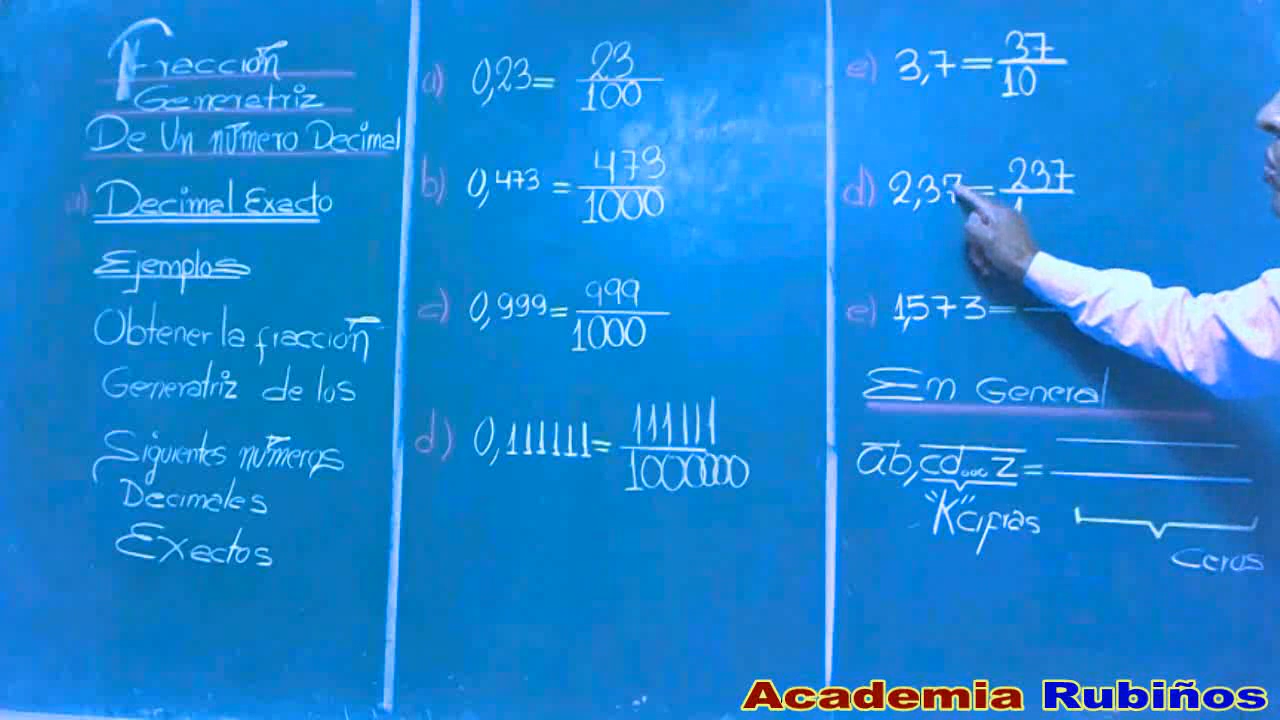 Fracción
Generatriz
De Un número Decimal
a) Decimal Exacto
Ejemplos
Obtener la fracción
Generatriz de los
Siguientes números
Decimales
Exactos
a) 0,23 = 23/100
b) 0,473 = 473/1000
c) 0,999 = 999/1000
d) 0,111111 = 111111/1000000
e) 3,7 = 37/10
d) 2,37 = 237/1
e) 1,573 =
En General
ab,cd...z =
"K" cifras
Ceros
Academia Rubiños